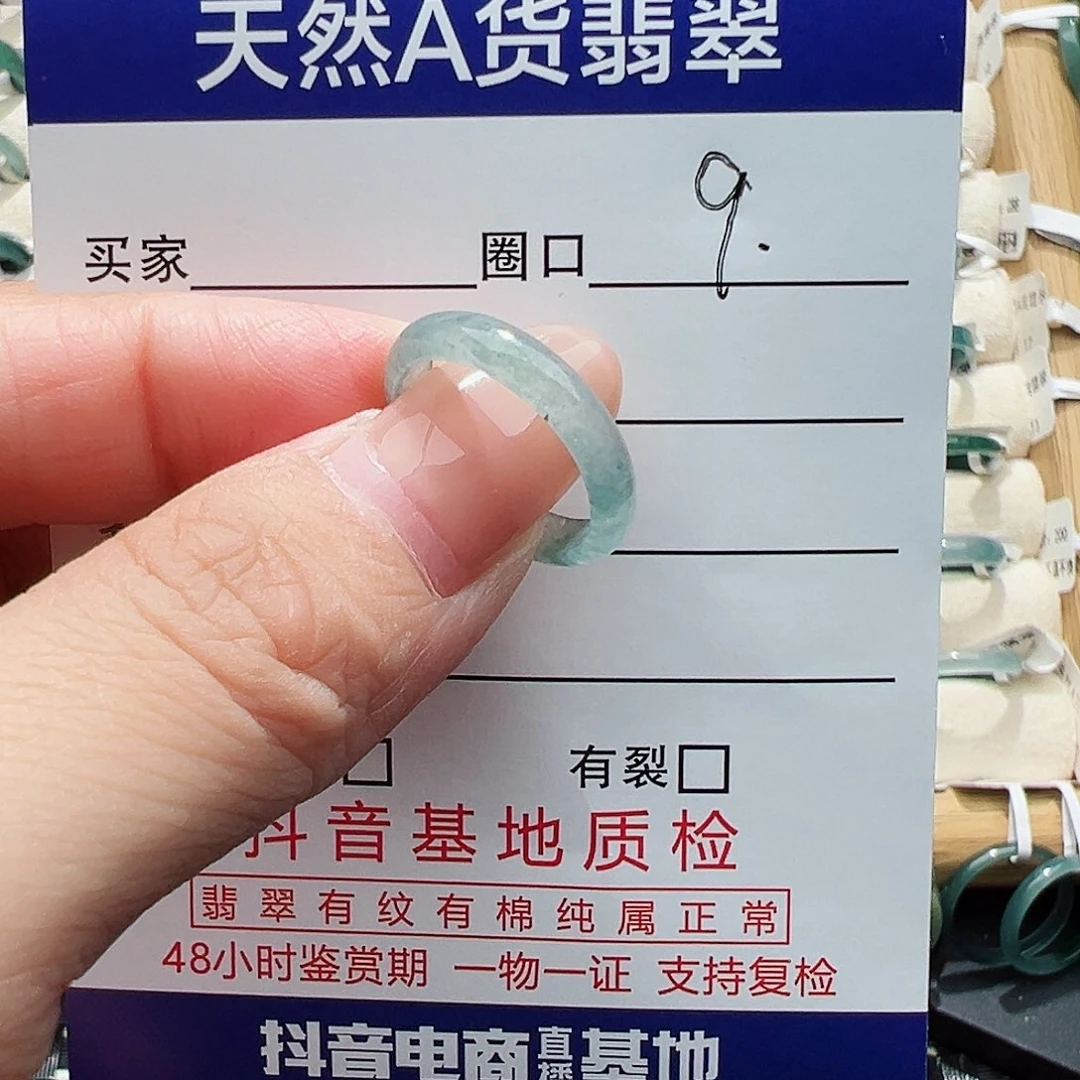 天然A货翡翠
9.
买家 圈口
有裂
抖音基地质检
翡翠有纹有棉纯属正常
48小时鉴赏期 一物一证 支持复检
抖音电商直播基地